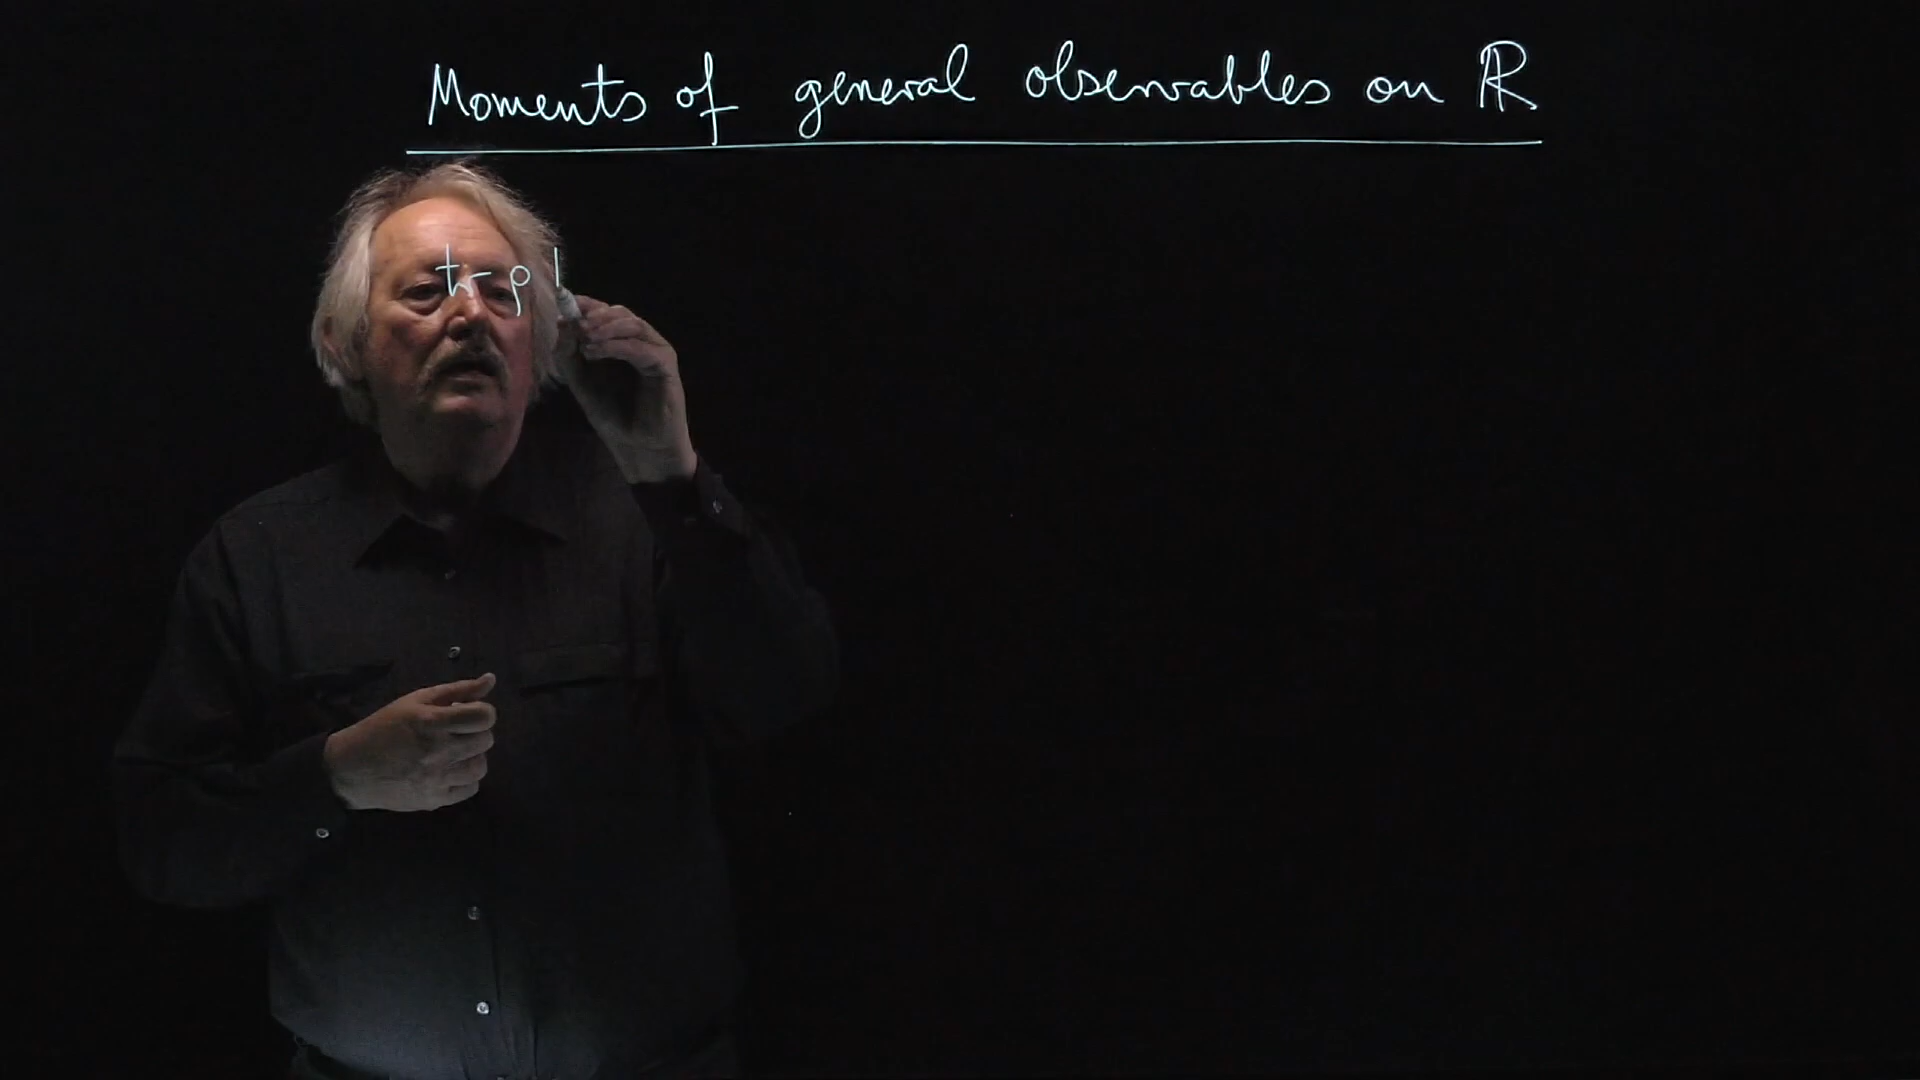 Moments of general observables on ℝ
tr ρ